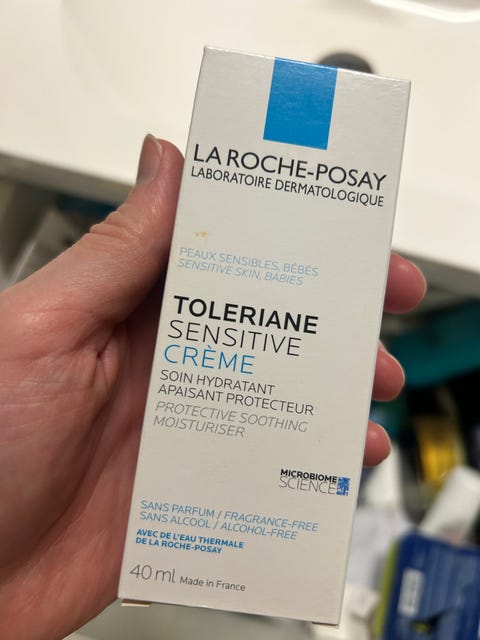 LA ROCHE-POSAY
LABORATOIRE DERMATOLOGIQUE
PEAUX SENSIBLES, BÉBÉS
SENSITIVE SKIN, BABIES
TOLERIANE
SENSITIVE
CRÈME
SOIN HYDRATANT
APAISANT PROTECTEUR
PROTECTIVE SOOTHING
MOISTURISER
MICROBIOME
SCIENCE
SANS PARFUM / FRAGRANCE-FREE
SANS ALCOOL / ALCOHOL-FREE
AVEC DE L'EAU THERMALE
DE LA ROCHE-POSAY
40 ml Made in France